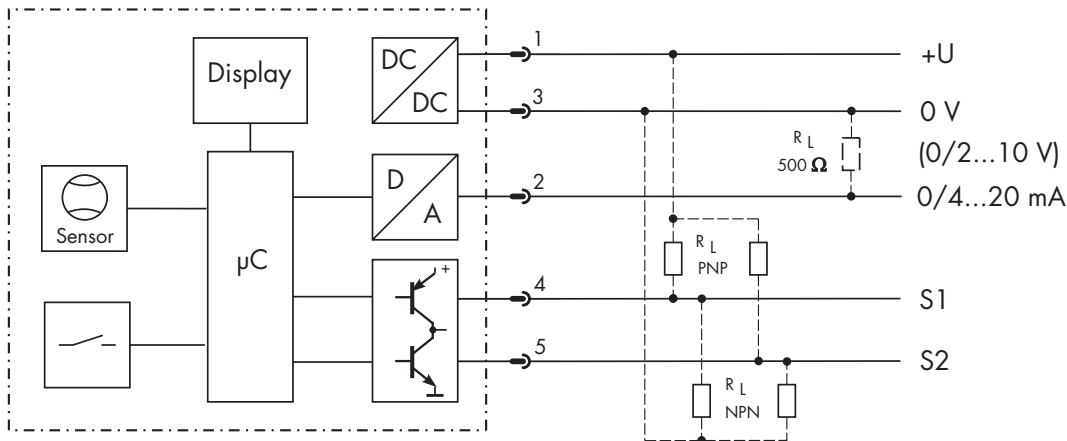 Display
DC
DC
1
+U
3
0 V
R L
500 Ω
(0/2...10 V)
D
A
2
0/4...20 mA
Sensor
µC
R L
PNP
+
4
S1
5
S2
R L
NPN